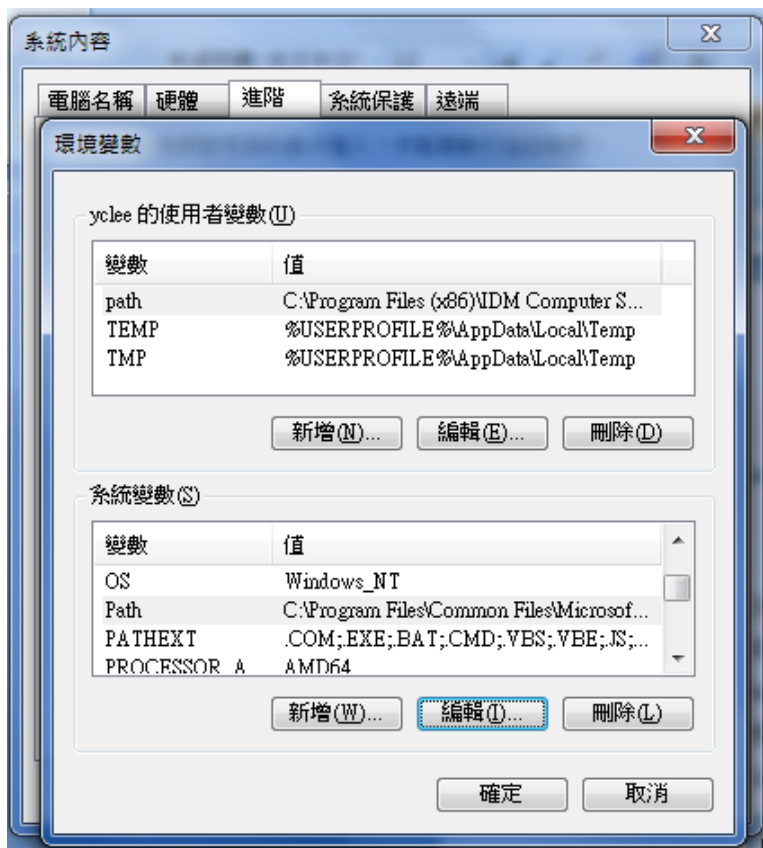 系統內容
電腦名稱 硬體 進階 系統保護 遠端
環境變數
yclee 的使用者變數(U)
變數 值
path C:\Program Files (x86)\IDM Computer S...
TEMP %USERPROFILE%\AppData\Local\Temp
TMP %USERPROFILE%\AppData\Local\Temp
新增(N)... 編輯(E)... 刪除(D)
系統變數(S)
變數 值
OS Windows_NT
Path C:\Program Files\Common Files\Microsof...
PATHEXT .COM;.EXE;.BAT;.CMD;.VBS;.VBE;.JS;...
PROCESSOR_A AMD64
新增(W)... 編輯(I)... 刪除(L)
確定 取消